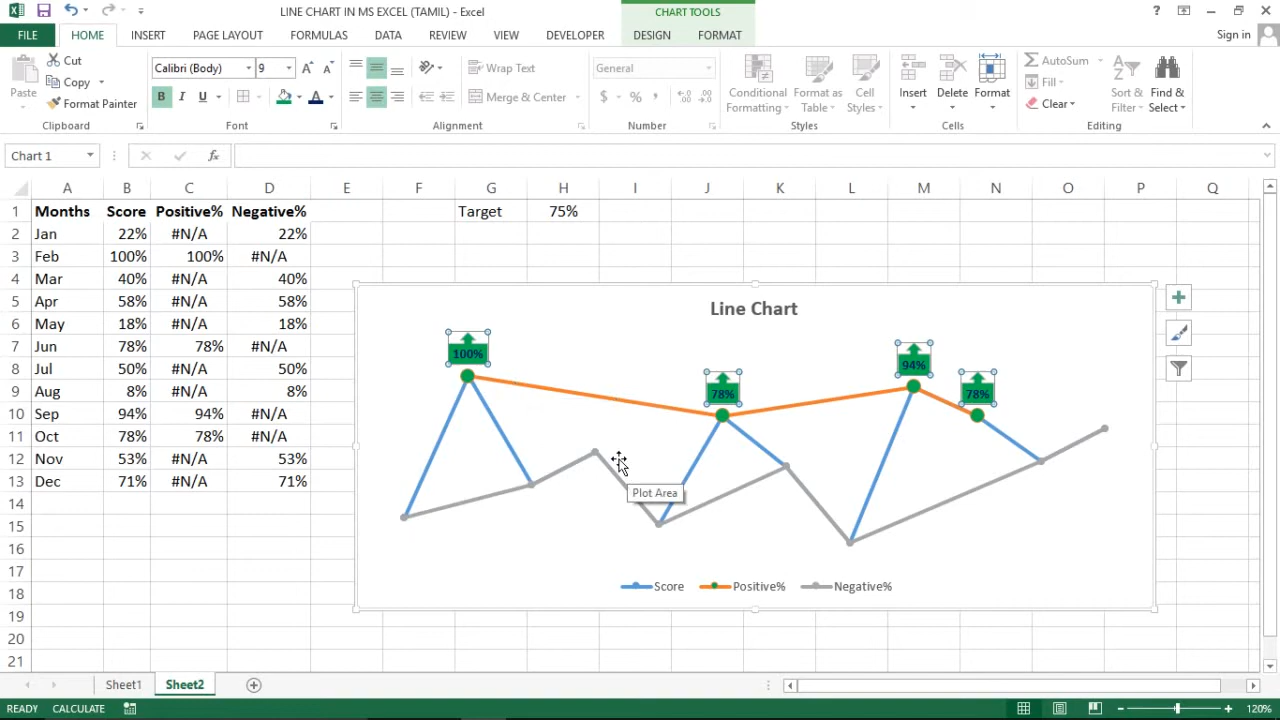 LINE CHART IN MS EXCEL (TAMIL) - Excel
CHART TOOLS
FILE HOME INSERT PAGE LAYOUT FORMULAS DATA REVIEW VIEW DEVELOPER DESIGN FORMAT Sign in
Paste
Cut
Copy
Format Painter
Calibri (Body) 9
B I U
Wrap Text
Merge & Center
General
$ % ,
Conditional Formatting
Format as Table
Cell Styles
Insert Delete Format
AutoSum
Fill
Clear
Sort & Filter
Find & Select
Clipboard Font Alignment Number Styles Cells Editing
Chart 1 fx
A B C D E F G H I J K L M N O P Q
1 Months Score Positive% Negative% Target 75%
2 Jan 22% #N/A 22%
3 Feb 100% 100% #N/A
4 Mar 40% #N/A 40%
5 Apr 58% #N/A 58%
6 May 18% #N/A 18%
7 Jun 78% 78% #N/A
8 Jul 50% #N/A 50%
9 Aug 8% #N/A 8%
10 Sep 94% 94% #N/A
11 Oct 78% 78% #N/A
12 Nov 53% #N/A 53%
13 Dec 71% #N/A 71%
14
15
16
17
18
19
20
21
Line Chart
100%
78%
94%
78%
Plot Area
Score Positive% Negative%
Sheet1 Sheet2
READY CALCULATE 120%